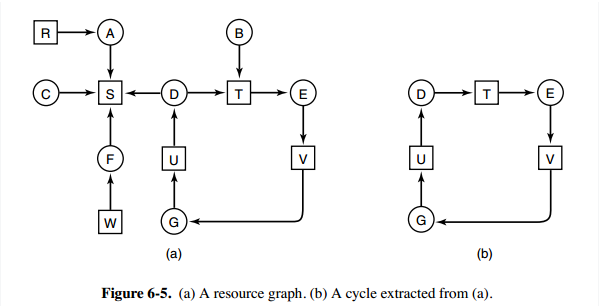 R A B
C S D T E D T E
F U V U V
W G G
(a) (b)
Figure 6-5. (a) A resource graph. (b) A cycle extracted from (a).